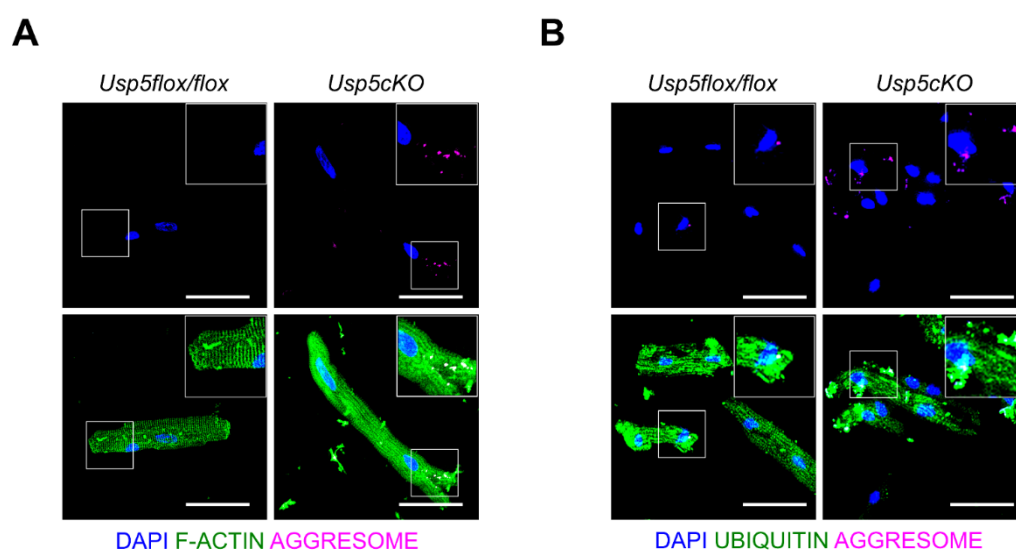 A
B
Usp5flox/flox Usp5cKO
Usp5flox/flox Usp5cKO
DAPI F-ACTIN AGGRESOME
DAPI UBIQUITIN AGGRESOME